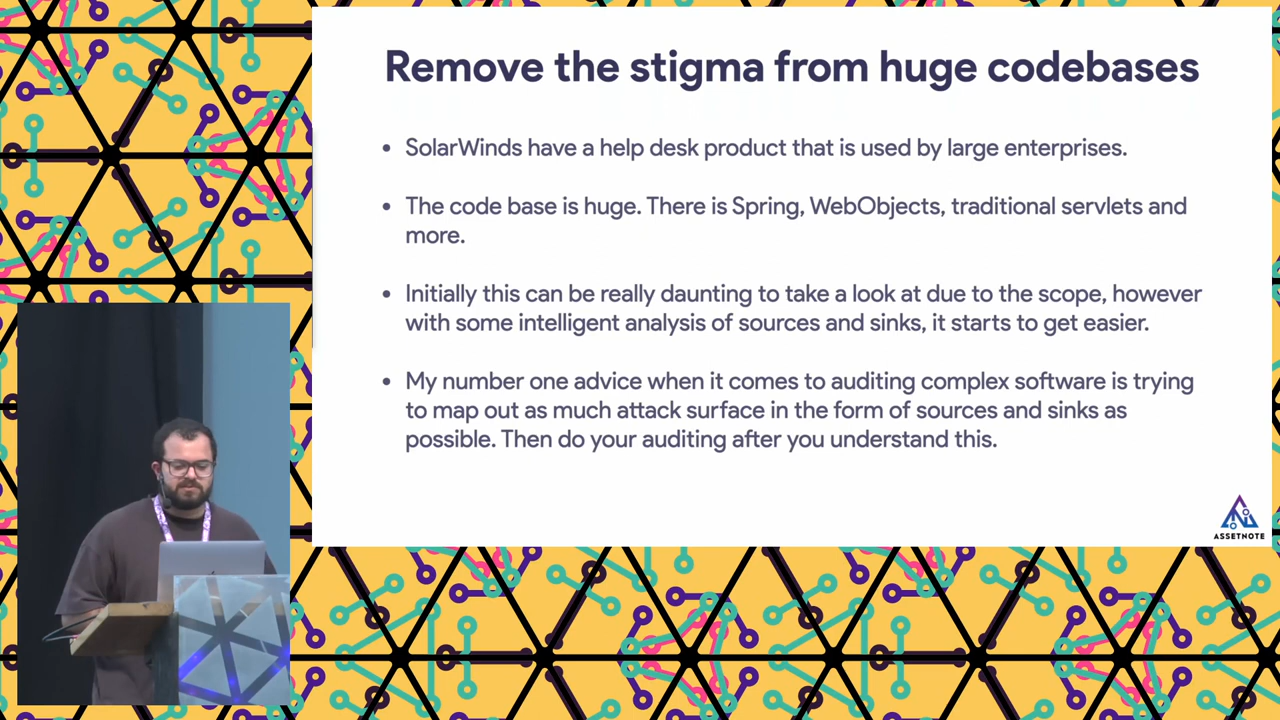 Remove the stigma from huge codebases
• SolarWinds have a help desk product that is used by large enterprises.
• The code base is huge. There is Spring, WebObjects, traditional servlets and
more.
• Initially this can be really daunting to take a look at due to the scope, however
with some intelligent analysis of sources and sinks, it starts to get easier.
• My number one advice when it comes to auditing complex software is trying
to map out as much attack surface in the form of sources and sinks as
possible. Then do your auditing after you understand this.
ASSETNOTE